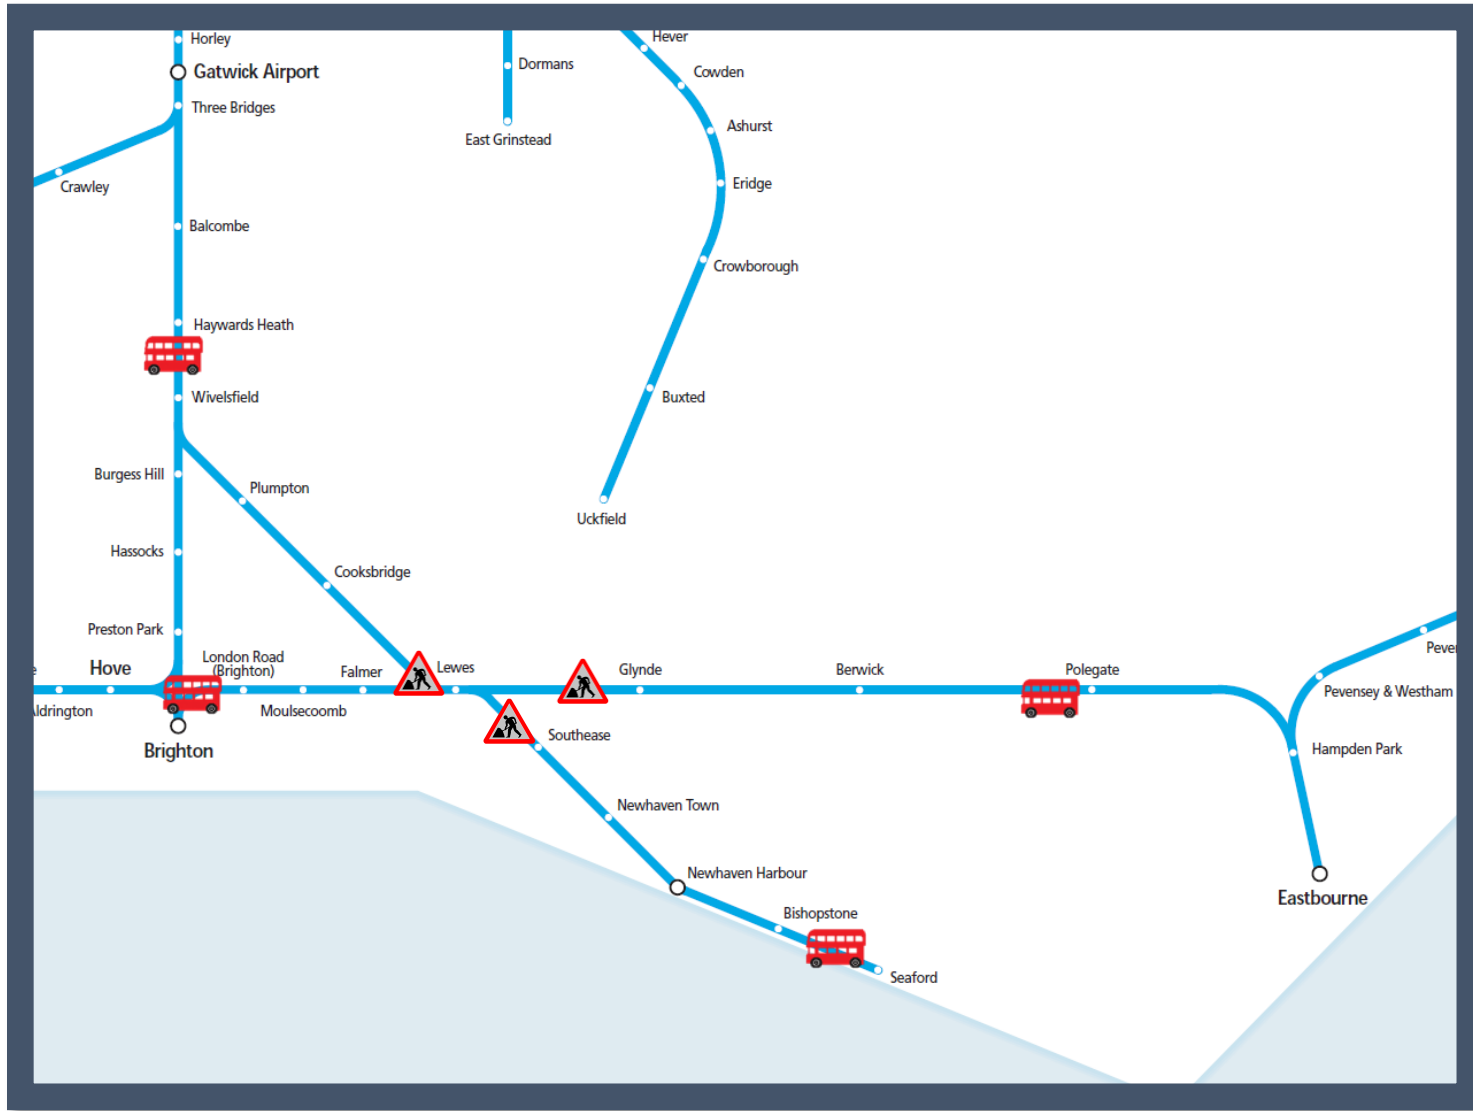 Horley
Hever
Dormans
Gatwick Airport
Cowden
Three Bridges
Ashurst
East Grinstead
Crawley
Eridge
Balcombe
Crowborough
Haywards Heath
Wivelsfield
Buxted
Burgess Hill
Plumpton
Uckfield
Hassocks
Cooksbridge
Preston Park
London Road
(Brighton)
Hove
e
Falmer
Lewes
Glynde
Berwick
Polegate
Peve
Pevensey & Westham
ldrington
Moulsecoomb
Brighton
Southease
Hampden Park
Newhaven Town
Newhaven Harbour
Eastbourne
Bishopstone
Seaford